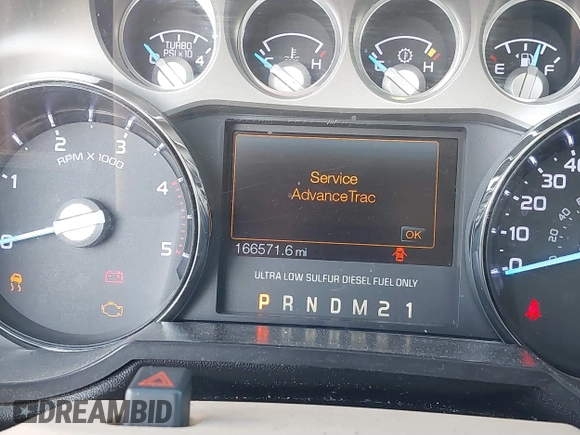 TURBO
PSI x 10
0 4
C H
C H
E F
1 2 3 4 5 0
RPM X 1000
Service
AdvanceTrac
OK
166571.6 mi
ULTRA LOW SULFUR DIESEL FUEL ONLY
P R N D M 2 1
40
30
20
10
0
DREAMBID